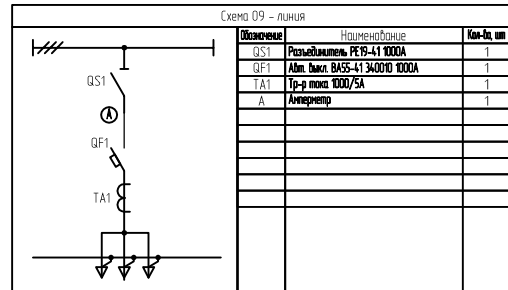 Схема 09 - линия
Обозначение Наименование Кол-во, шт
QS1 Разъединитель РЕ19-41 1000А 1
QF1 Авт. выкл. ВА55-41 340010 1000А 1
TA1 Тр-р тока 1000/5А 1
A Амперметр 1
QS1
A
QF1
TA1